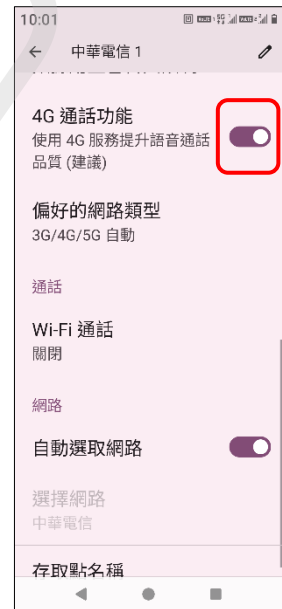 10:01
中華電信 1
4G 通話功能
使用 4G 服務提升語音通話
品質 (建議)
偏好的網路類型
3G/4G/5G 自動
通話
Wi-Fi 通話
關閉
網路
自動選取網路
選擇網路
中華電信
存取點名稱